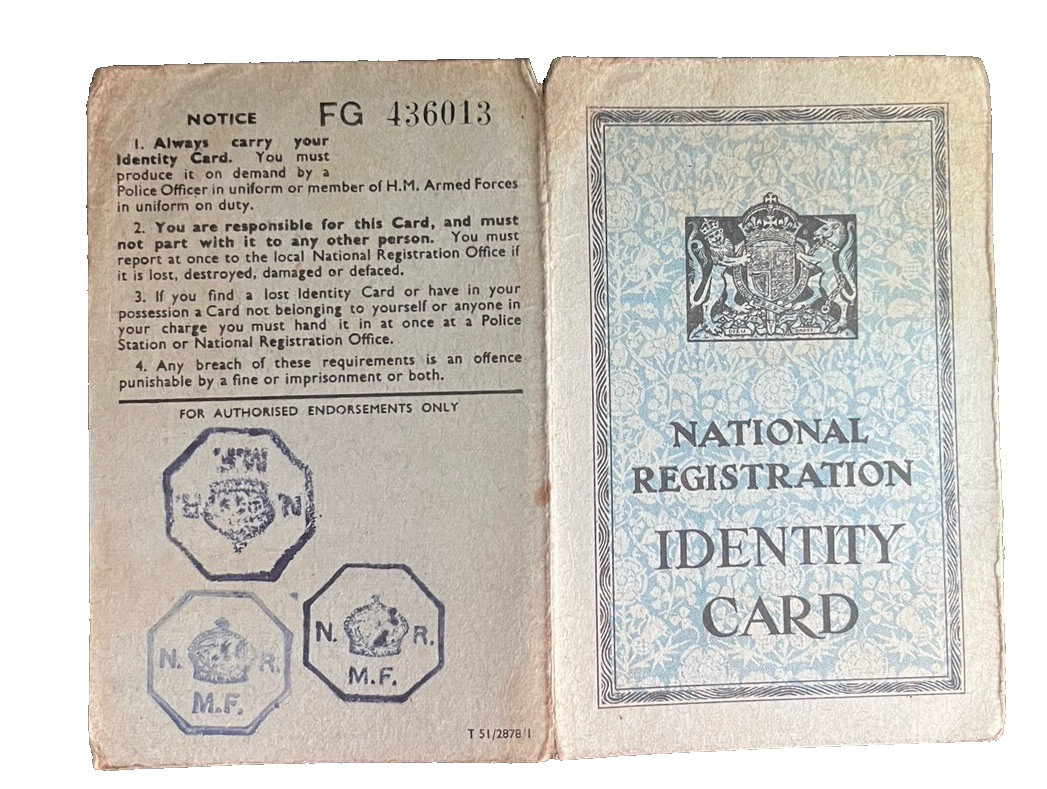 NOTICE FG 436013
1. Always carry your
Identity Card. You must
produce it on demand by a
Police Officer in uniform or member of H.M. Armed Forces
in uniform on duty.
2. You are responsible for this Card, and must
not part with it to any other person. You must
report at once to the local National Registration Office if
it is lost, destroyed, damaged or defaced.
3. If you find a lost Identity Card or have in your
possession a Card not belonging to yourself or anyone in
your charge you must hand it in at once at a Police
Station or National Registration Office.
4. Any breach of these requirements is an offence
punishable by a fine or imprisonment or both.
FOR AUTHORISED ENDORSEMENTS ONLY
N. R.
M.F.
N. R.
M.F.
N. R.
M.F.
T 51/2878/1
DIEU DROIT
NATIONAL
REGISTRATION
IDENTITY
CARD